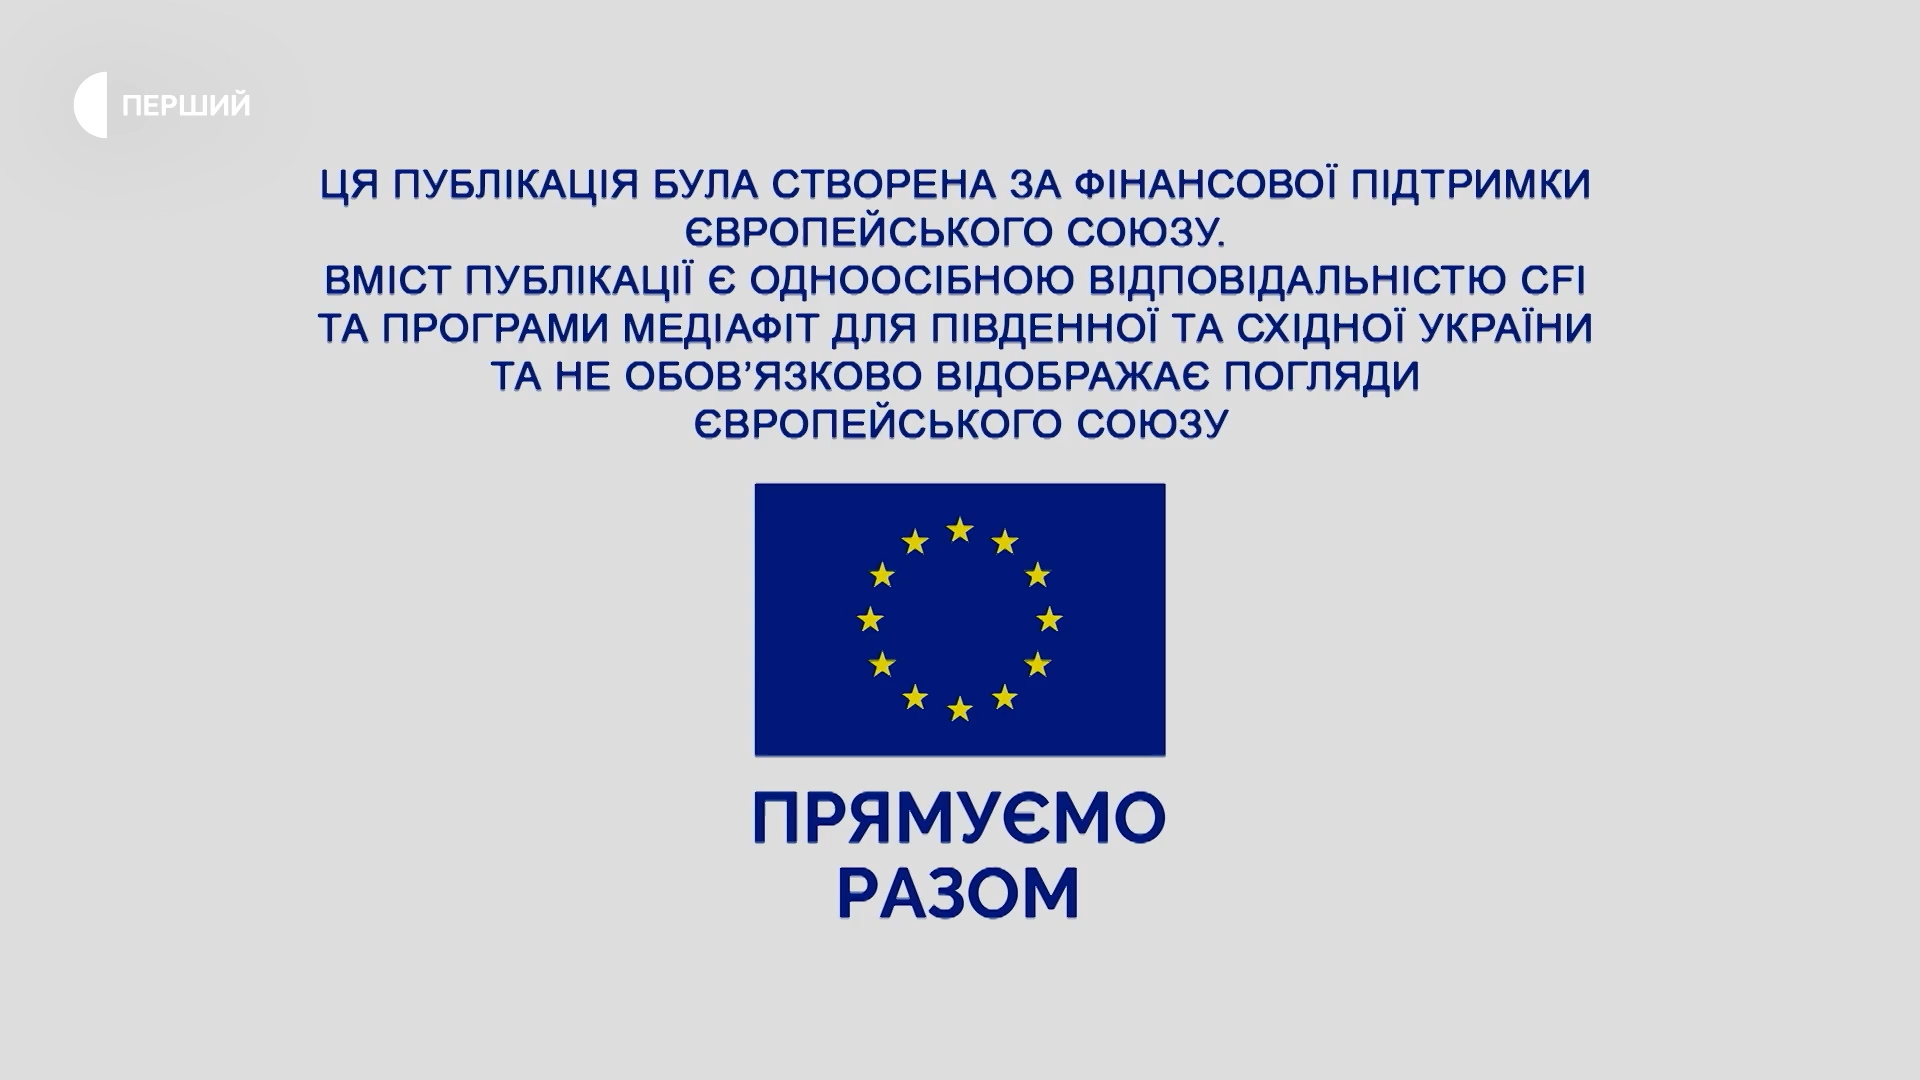 ПЕРШИЙ
ЦЯ ПУБЛІКАЦІЯ БУЛА СТВОРЕНА ЗА ФІНАНСОВОЇ ПІДТРИМКИ
ЄВРОПЕЙСЬКОГО СОЮЗУ.
ВМІСТ ПУБЛІКАЦІЇ Є ОДНООСІБНОЮ ВІДПОВІДАЛЬНІСТЮ CFI
ТА ПРОГРАМИ МЕДІАФІТ ДЛЯ ПІВДЕННОЇ ТА СХІДНОЇ УКРАЇНИ
ТА НЕ ОБОВ’ЯЗКОВО ВІДОБРАЖАЄ ПОГЛЯДИ
ЄВРОПЕЙСЬКОГО СОЮЗУ
ПРЯМУЄМО
РАЗОМ